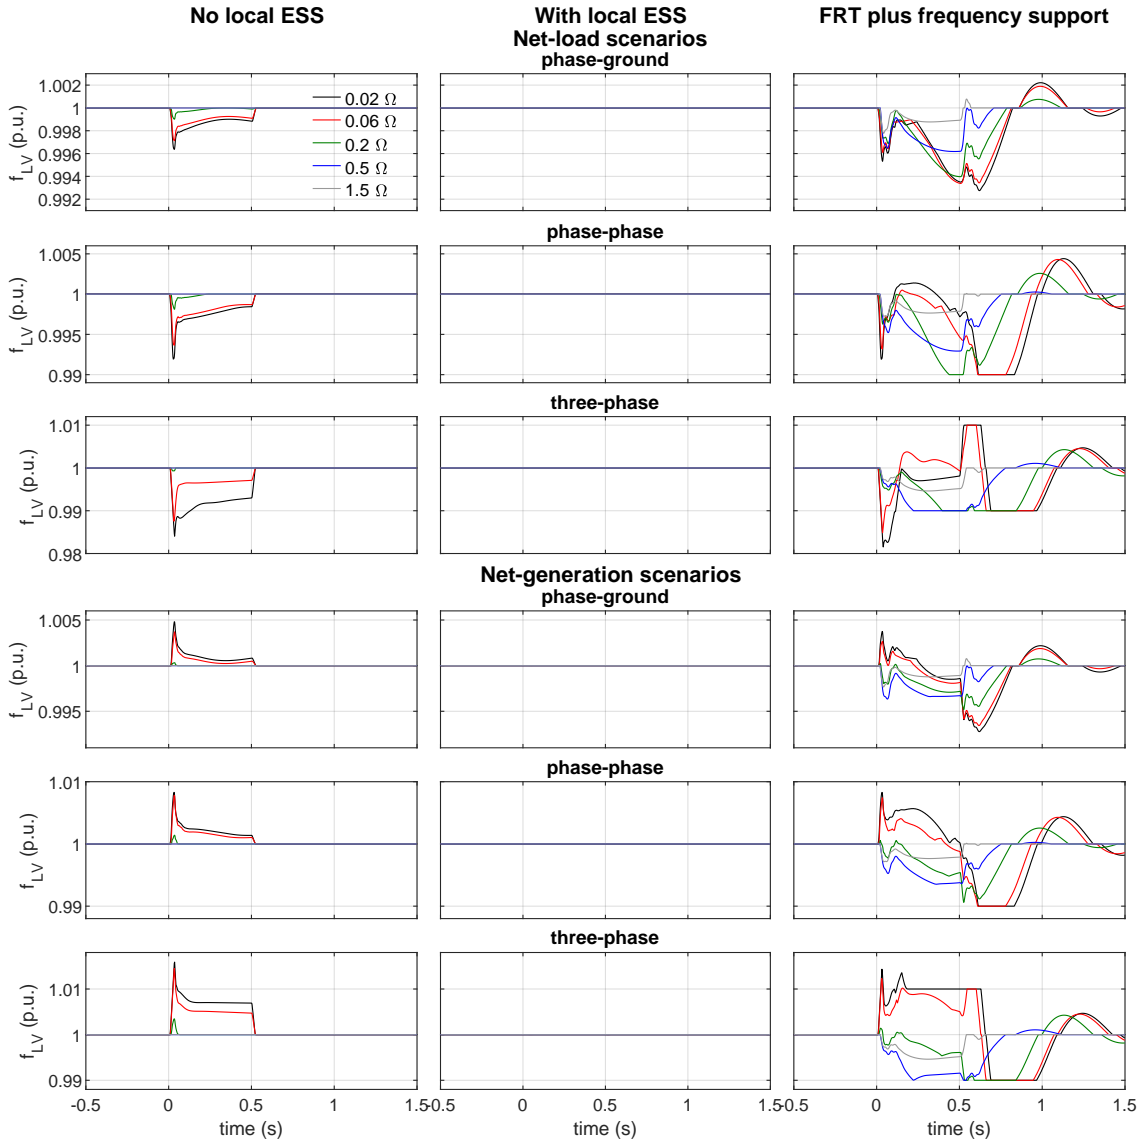 No local ESS
With local ESS
FRT plus frequency support
Net-load scenarios
phase-ground
f_LV (p.u.)
1.002
1
0.998
0.996
0.994
0.992
0.02 Ω
0.06 Ω
0.2 Ω
0.5 Ω
1.5 Ω
phase-phase
f_LV (p.u.)
1.005
1
0.995
0.99
three-phase
f_LV (p.u.)
1.01
1
0.99
0.98
Net-generation scenarios
phase-ground
f_LV (p.u.)
1.005
1
0.995
phase-phase
f_LV (p.u.)
1.01
1
0.99
three-phase
f_LV (p.u.)
1.01
1
0.99
-0.5 0 0.5 1 1.5
-0.5 0 0.5 1 1.5
-0.5 0 0.5 1 1.5
time (s)
time (s)
time (s)